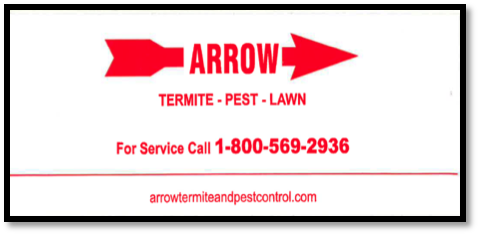 ARROW
TERMITE - PEST - LAWN
For Service Call 1-800-569-2936
arrowtermiteandpestcontrol.com